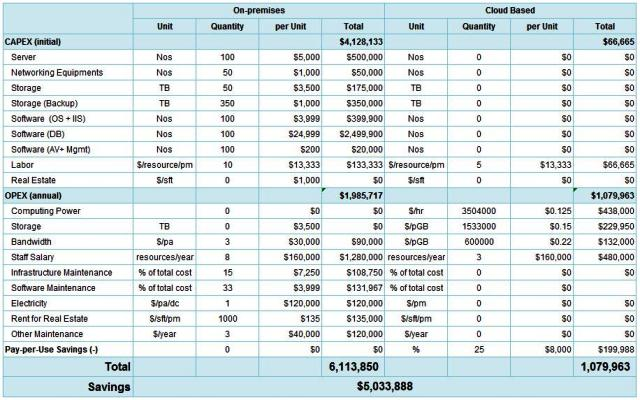 On-premises Cloud Based
Unit Quantity per Unit Total Unit Quantity per Unit Total
CAPEX (initial) $4,128,133 $66,665
Server Nos 100 $5,000 $500,000 Nos 0 $0 $0
Networking Equipments Nos 50 $1,000 $50,000 Nos 0 $0 $0
Storage TB 50 $3,500 $175,000 TB 0 $0 $0
Storage (Backup) TB 350 $1,000 $350,000 TB 0 $0 $0
Software (OS + IIS) Nos 100 $3,999 $399,900 Nos 0 $0 $0
Software (DB) Nos 100 $24,999 $2,499,900 Nos 0 $0 $0
Software (AV+ Mgmt) Nos 100 $200 $20,000 Nos 0 $0 $0
Labor $/resource/pm 10 $13,333 $133,333 $/resource/pm 5 $13,333 $66,665
Real Estate $/sft 0 $1,000 $0 $/sft 0 $0 $0
OPEX (annual) $1,985,717 $1,079,963
Computing Power 0 $0 $0 $/hr 3504000 $0.125 $438,000
Storage TB 0 $3,500 $0 $/pGB 1533000 $0.15 $229,950
Bandwidth $/pa 3 $30,000 $90,000 $/pGB 600000 $0.22 $132,000
Staff Salary resources/year 8 $160,000 $1,280,000 resources/year 3 $160,000 $480,000
Infrastructure Maintenance % of total cost 15 $7,250 $108,750 % of total cost 0 $0 $0
Software Maintenance % of total cost 33 $3,999 $131,967 % of total cost 0 $0
Electricity $/pa/dc 1 $120,000 $120,000 $/pm 0 $0 $0
Rent for Real Estate $/sft/pm 1000 $135 $135,000 $/sft/pm 0 $0 $0
Other Maintenance $/year 3 $40,000 $120,000 $/year 0 $0 $0
Pay-per-Use Savings (-) 0 $0 $0 % 25 $8,000 $199,988
Total 6,113,850 1,079,963
Savings $5,033,888